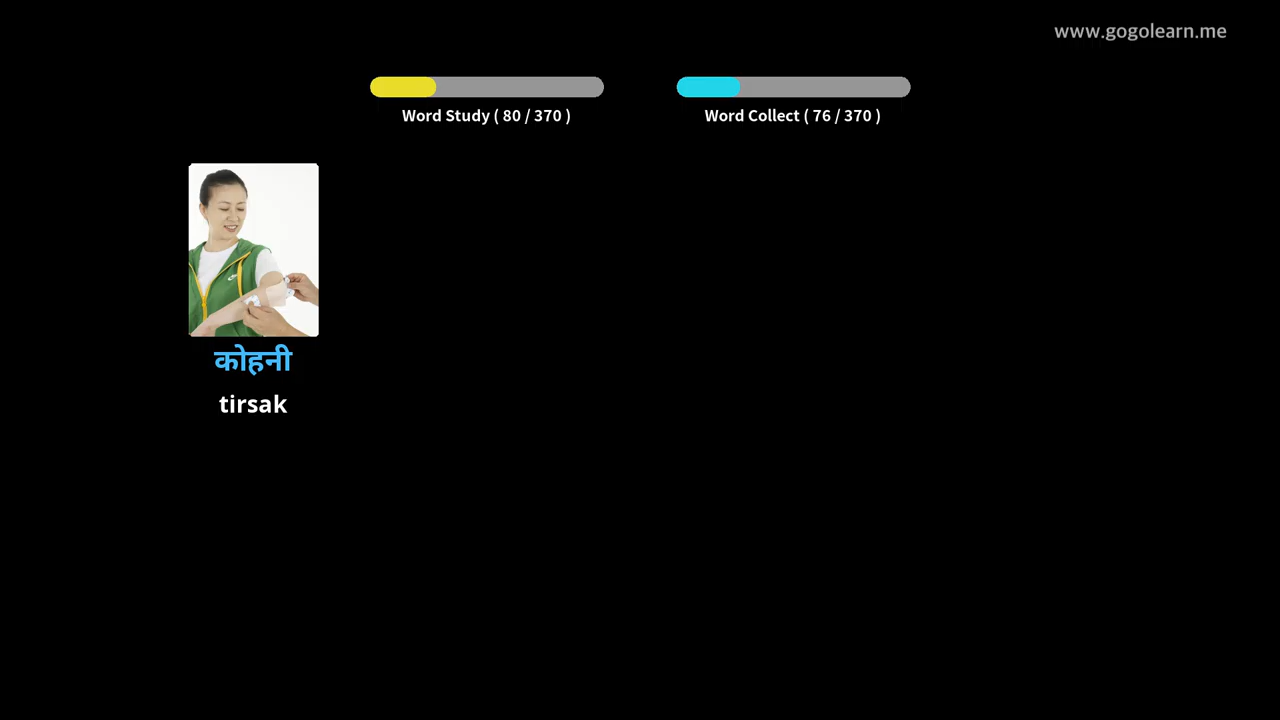 www.gogolearn.me
Word Study ( 80 / 370 )
Word Collect ( 76 / 370 )
कोहनी
tirsak